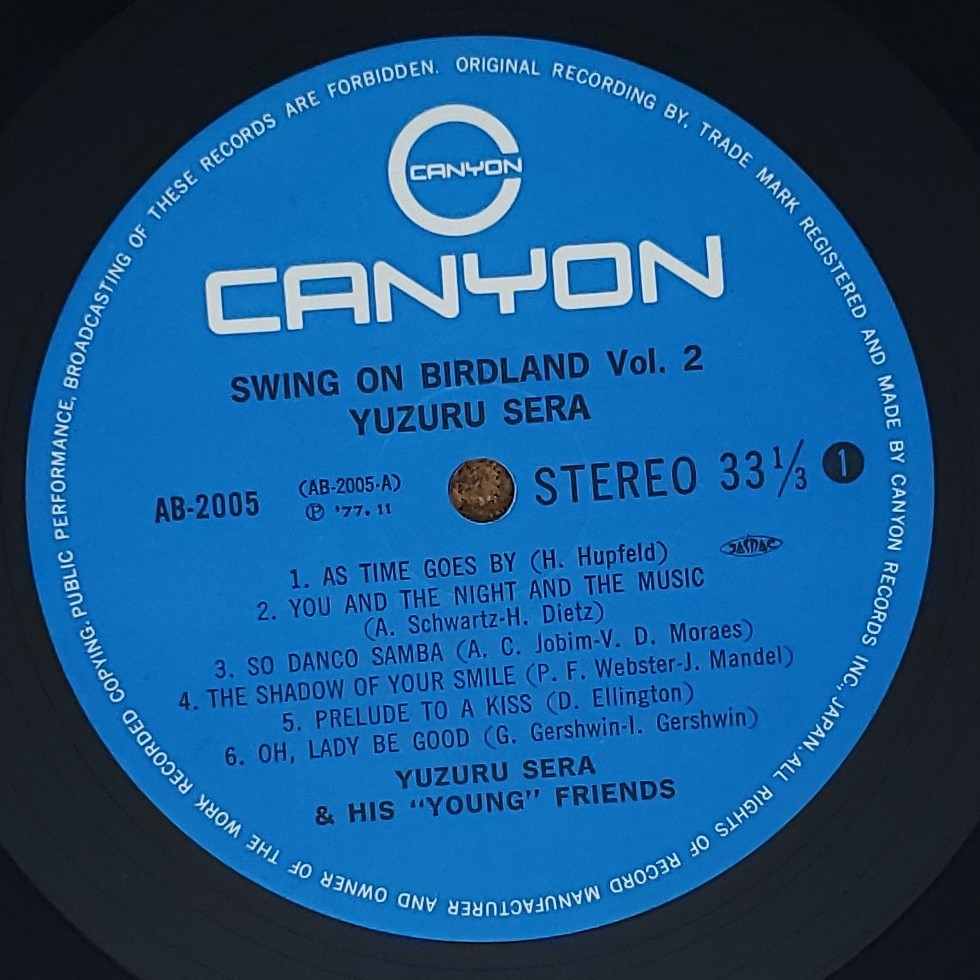 ORIGINAL RECORDING BY. TRADE MARK REGISTERED AND MADE BY CANYON RECORDS INC., JAPAN. ALL RIGHTS OF RECORD MANUFACTURER AND OWNER OF THE WORK RECORDED COPYING. PUBLIC PERFORMANCE, BROADCASTING OF THESE RECORDS ARE FORBIDDEN.
CANYON
CANYON
SWING ON BIRDLAND Vol. 2
YUZURU SERA
AB-2005
(AB-2005-A)
Ⓟ '77. 11
STEREO 33 1/3 1
JASRAC
1. AS TIME GOES BY (H. Hupfeld)
2. YOU AND THE NIGHT AND THE MUSIC
(A. Schwartz-H. Dietz)
3. SO DANCO SAMBA (A. C. Jobim-V. D. Moraes)
4. THE SHADOW OF YOUR SMILE (P. F. Webster-J. Mandel)
5. PRELUDE TO A KISS (D. Ellington)
6. OH, LADY BE GOOD (G. Gershwin-I. Gershwin)
YUZURU SERA
& HIS "YOUNG" FRIENDS